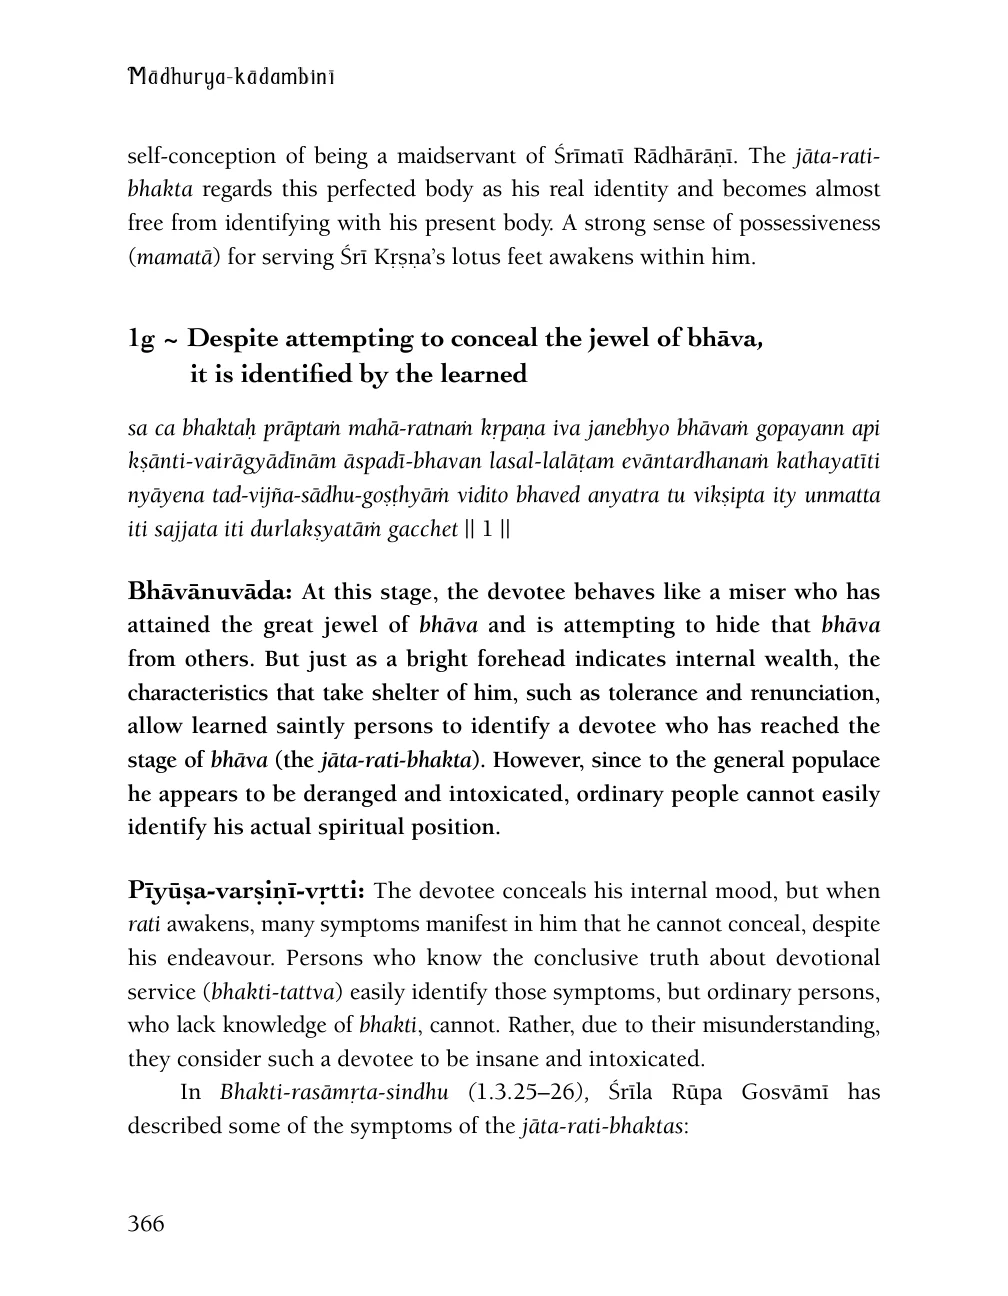 Mādhurya-kādambinī
self-conception of being a maidservant of Śrīmatī Rādhārāṇī. The jāta-rati-
bhakta regards this perfected body as his real identity and becomes almost
free from identifying with his present body. A strong sense of possessiveness
(mamatā) for serving Śrī Kṛṣṇa’s lotus feet awakens within him.
1g ~ Despite attempting to conceal the jewel of bhāva,
it is identified by the learned
sa ca bhaktaḥ prāptaṁ mahā-ratnaṁ kṛpaṇa iva janebhyo bhāvaṁ gopayann api
kṣānti-vairāgyādīnām āspadī-bhavan lasal-lalāṭam evāntardhanaṁ kathayatīti
nyāyena tad-vijña-sādhu-goṣṭhyāṁ vidito bhaved anyatra tu vikṣipta ity unmatta
iti sajjata iti durlakṣyatāṁ gacchet || 1 ||
Bhāvānuvāda: At this stage, the devotee behaves like a miser who has
attained the great jewel of bhāva and is attempting to hide that bhāva
from others. But just as a bright forehead indicates internal wealth, the
characteristics that take shelter of him, such as tolerance and renunciation,
allow learned saintly persons to identify a devotee who has reached the
stage of bhāva (the jāta-rati-bhakta). However, since to the general populace
he appears to be deranged and intoxicated, ordinary people cannot easily
identify his actual spiritual position.
Pīyūṣa-varṣiṇī-vṛtti: The devotee conceals his internal mood, but when
rati awakens, many symptoms manifest in him that he cannot conceal, despite
his endeavour. Persons who know the conclusive truth about devotional
service (bhakti-tattva) easily identify those symptoms, but ordinary persons,
who lack knowledge of bhakti, cannot. Rather, due to their misunderstanding,
they consider such a devotee to be insane and intoxicated.
In Bhakti-rasāmṛta-sindhu (1.3.25–26), Śrīla Rūpa Gosvāmī has
described some of the symptoms of the jāta-rati-bhaktas:
366